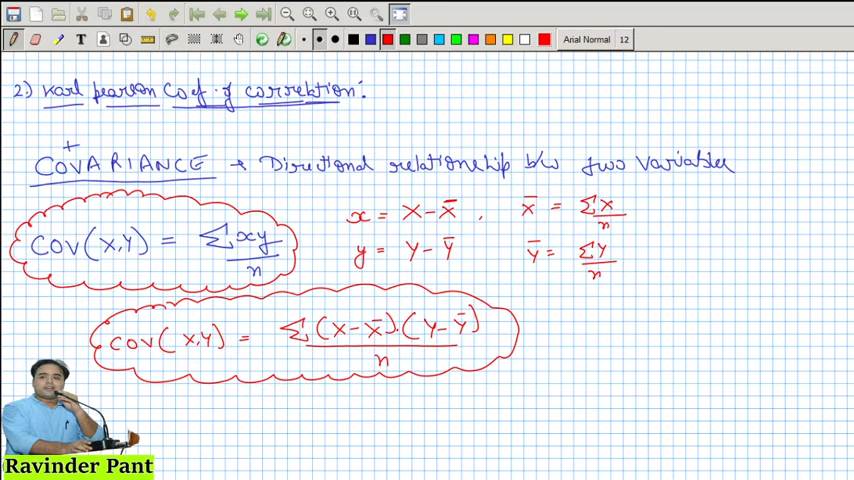 Arial Normal 12
2) Karl pearson Coef. of correlation:
+
COVARIANCE → Directional relationship b/w two variables
COV(X,Y) = Σxy/n
x = X-X̄ , X̄ = ΣX/n
y = Y-Ȳ Ȳ = ΣY/n
COV(X,Y) = Σ(X-X̄).(Y-Ȳ)/n
Ravinder Pant